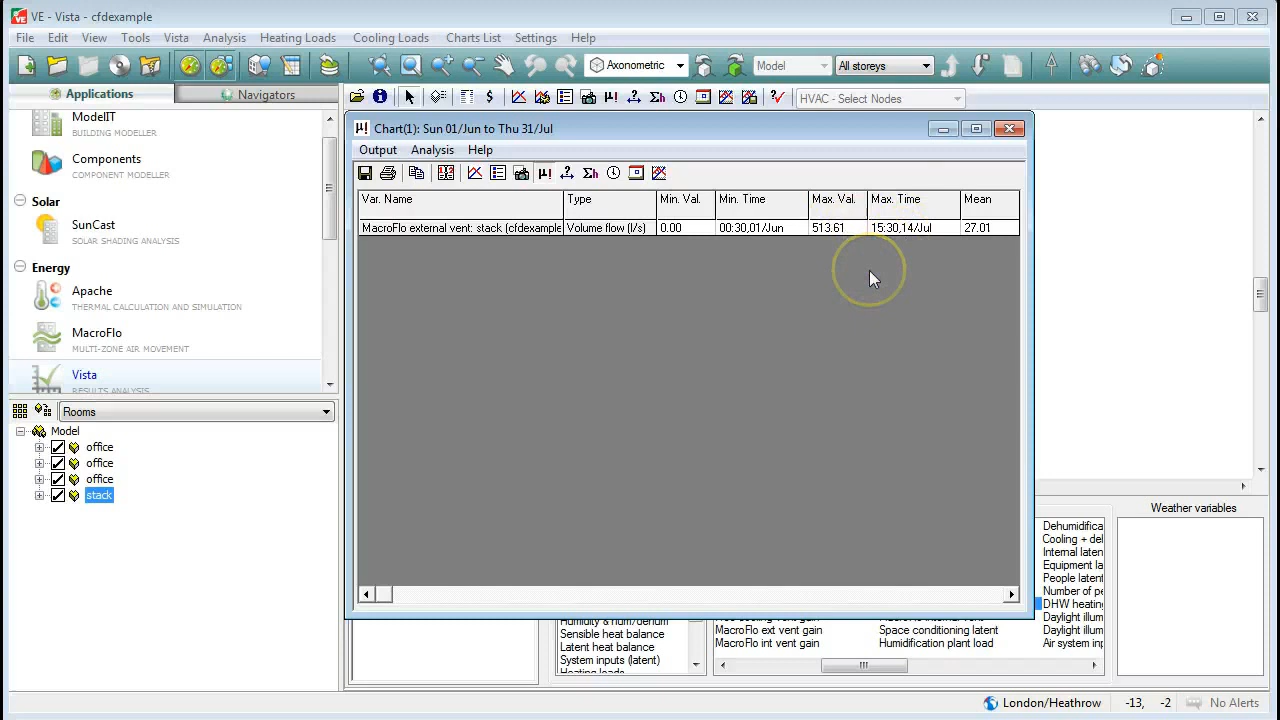 VE - Vista - cfdexample
File Edit View Tools Vista Analysis Heating Loads Cooling Loads Charts List Settings Help
Axonometric Model All storeys
Applications Navigators
HVAC - Select Nodes
ModelIT
BUILDING MODELLER
Components
COMPONENT MODELLER
Solar
SunCast
SOLAR SHADING ANALYSIS
Energy
Apache
THERMAL CALCULATION AND SIMULATION
MacroFlo
MULTI-ZONE AIR MOVEMENT
Vista
RESULTS ANALYSIS
Rooms
Model
office
office
office
stack
Chart(1): Sun 01/Jun to Thu 31/Jul
Output Analysis Help
Var. Name Type Min. Val. Min. Time Max. Val. Max. Time Mean
MacroFlo external vent: stack (cfdexample Volume flow (l/s) 0.00 00:30,01/Jun 513.61 15:30,14/Jul 27.01
Sensible heat balance
Latent heat balance
System inputs (latent)
MacroFlo ext vent gain
MacroFlo int vent gain
Space conditioning latent
Humidification plant load
Dehumidifica
Cooling + del
Internal laten
Equipment la
People latent
Number of pe
DHW heating
Daylight illum
Daylight illum
Air system inp
Weather variables
London/Heathrow -13, -2 No Alerts